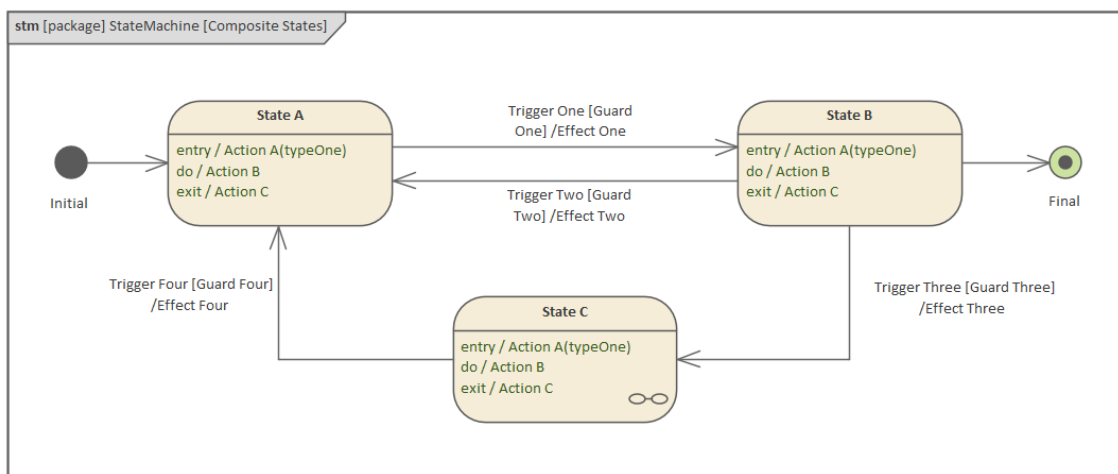 stm [package] StateMachine [Composite States]
State A
entry / Action A(typeOne)
do / Action B
exit / Action C
Trigger One [Guard
One] /Effect One
State B
entry / Action A(typeOne)
do / Action B
exit / Action C
Trigger Two [Guard
Two] /Effect Two
Initial
Final
Trigger Four [Guard Four]
/Effect Four
Trigger Three [Guard Three]
/Effect Three
State C
entry / Action A(typeOne)
do / Action B
exit / Action C